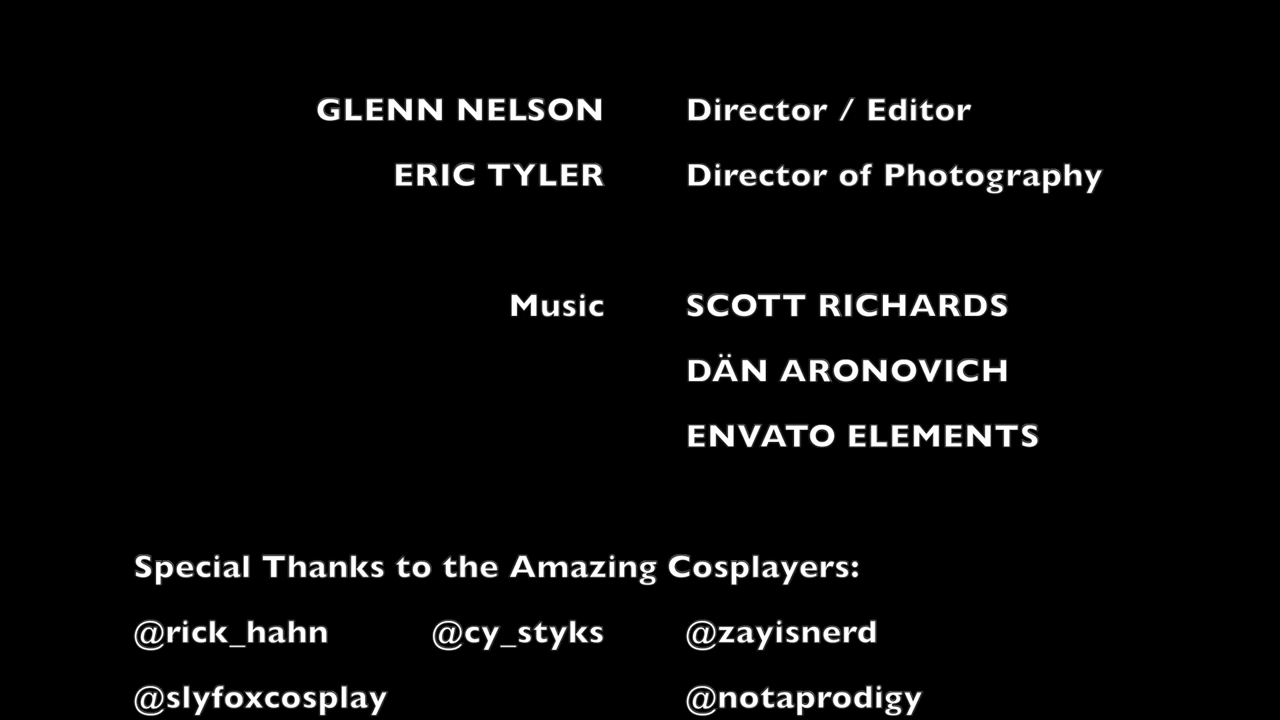 GLENN NELSON Director / Editor
ERIC TYLER Director of Photography
Music SCOTT RICHARDS
DÄN ARONOVICH
ENVATO ELEMENTS
Special Thanks to the Amazing Cosplayers:
@rick_hahn @cy_styks @zayisnerd
@slyfoxcosplay @notaprodigy